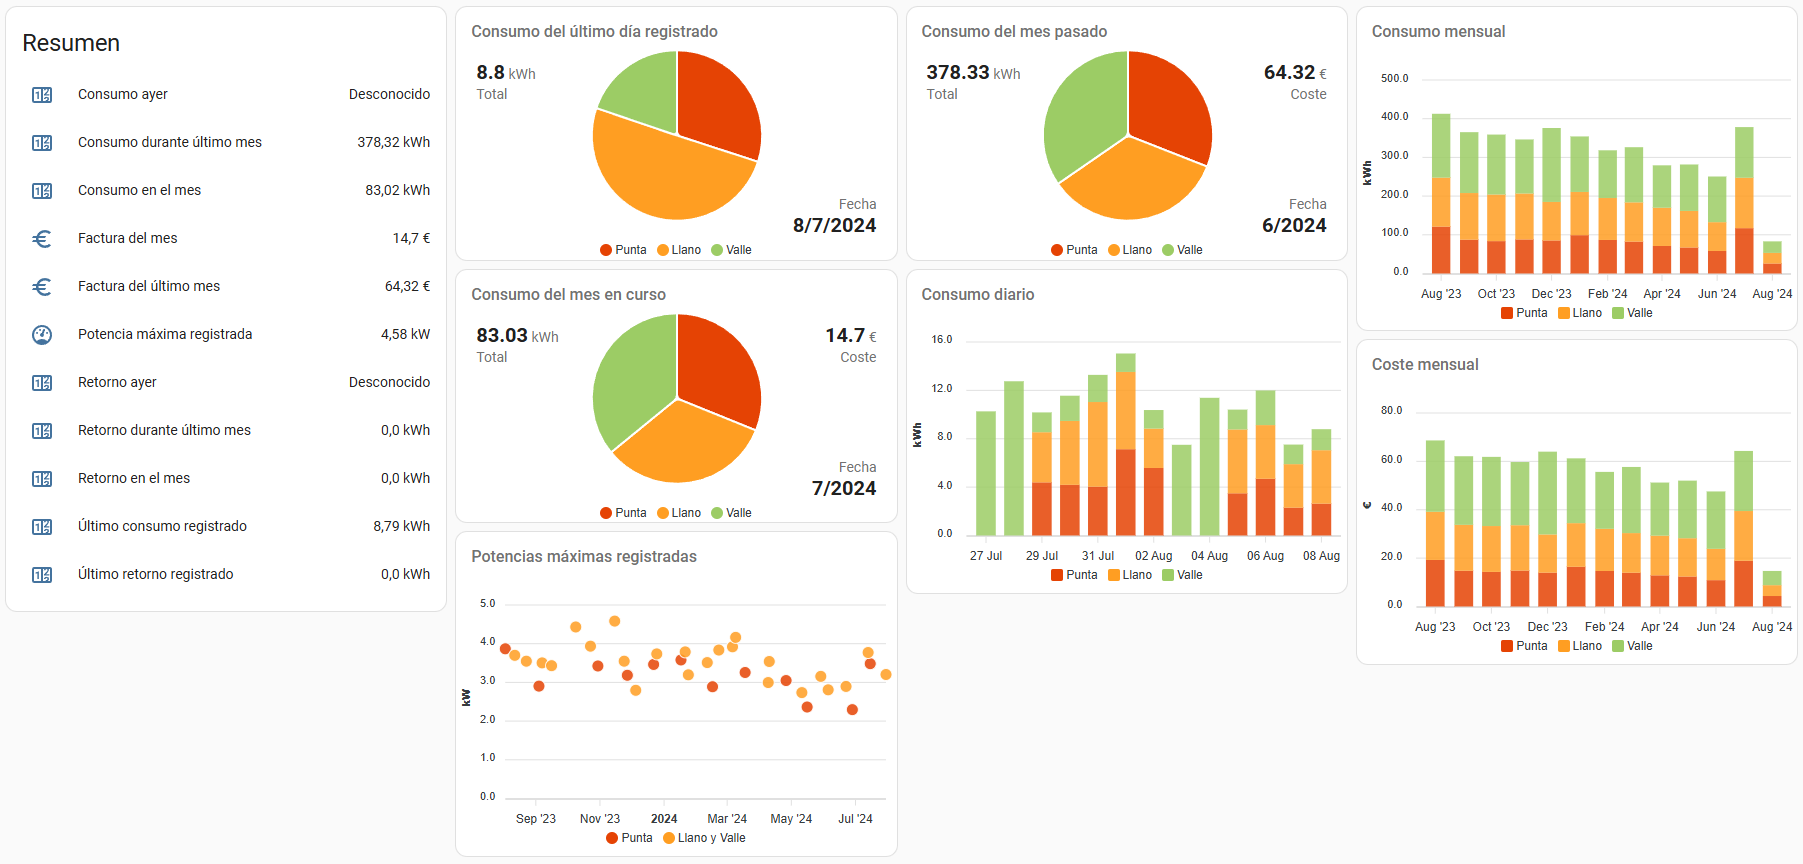 Resumen
Consumo ayer Desconocido
Consumo durante último mes 378,32 kWh
Consumo en el mes 83,02 kWh
Factura del mes 14,7 €
Factura del último mes 64,32 €
Potencia máxima registrada 4,58 kW
Retorno ayer Desconocido
Retorno durante último mes 0,0 kWh
Retorno en el mes 0,0 kWh
Último consumo registrado 8,79 kWh
Último retorno registrado 0,0 kWh
Consumo del último día registrado
8.8 kWh
Total
Fecha
8/7/2024
Punta Llano Valle
Consumo del mes en curso
83.03 kWh 14.7 €
Total Coste
Fecha
7/2024
Punta Llano Valle
Potencias máximas registradas
5.0
4.0
3.0
2.0
1.0
0.0
kW
Sep '23 Nov '23 2024 Mar '24 May '24 Jul '24
Punta Llano y Valle
Consumo del mes pasado
378.33 kWh 64.32 €
Total Coste
Fecha
6/2024
Punta Llano Valle
Consumo diario
16.0
12.0
8.0
4.0
0.0
kWh
27 Jul 29 Jul 31 Jul 02 Aug 04 Aug 06 Aug 08 Aug
Punta Llano Valle
Consumo mensual
500.0
400.0
300.0
200.0
100.0
0.0
kWh
Aug '23 Oct '23 Dec '23 Feb '24 Apr '24 Jun '24 Aug '24
Punta Llano Valle
Coste mensual
80.0
60.0
40.0
20.0
0.0
€
Aug '23 Oct '23 Dec '23 Feb '24 Apr '24 Jun '24 Aug '24
Punta Llano Valle